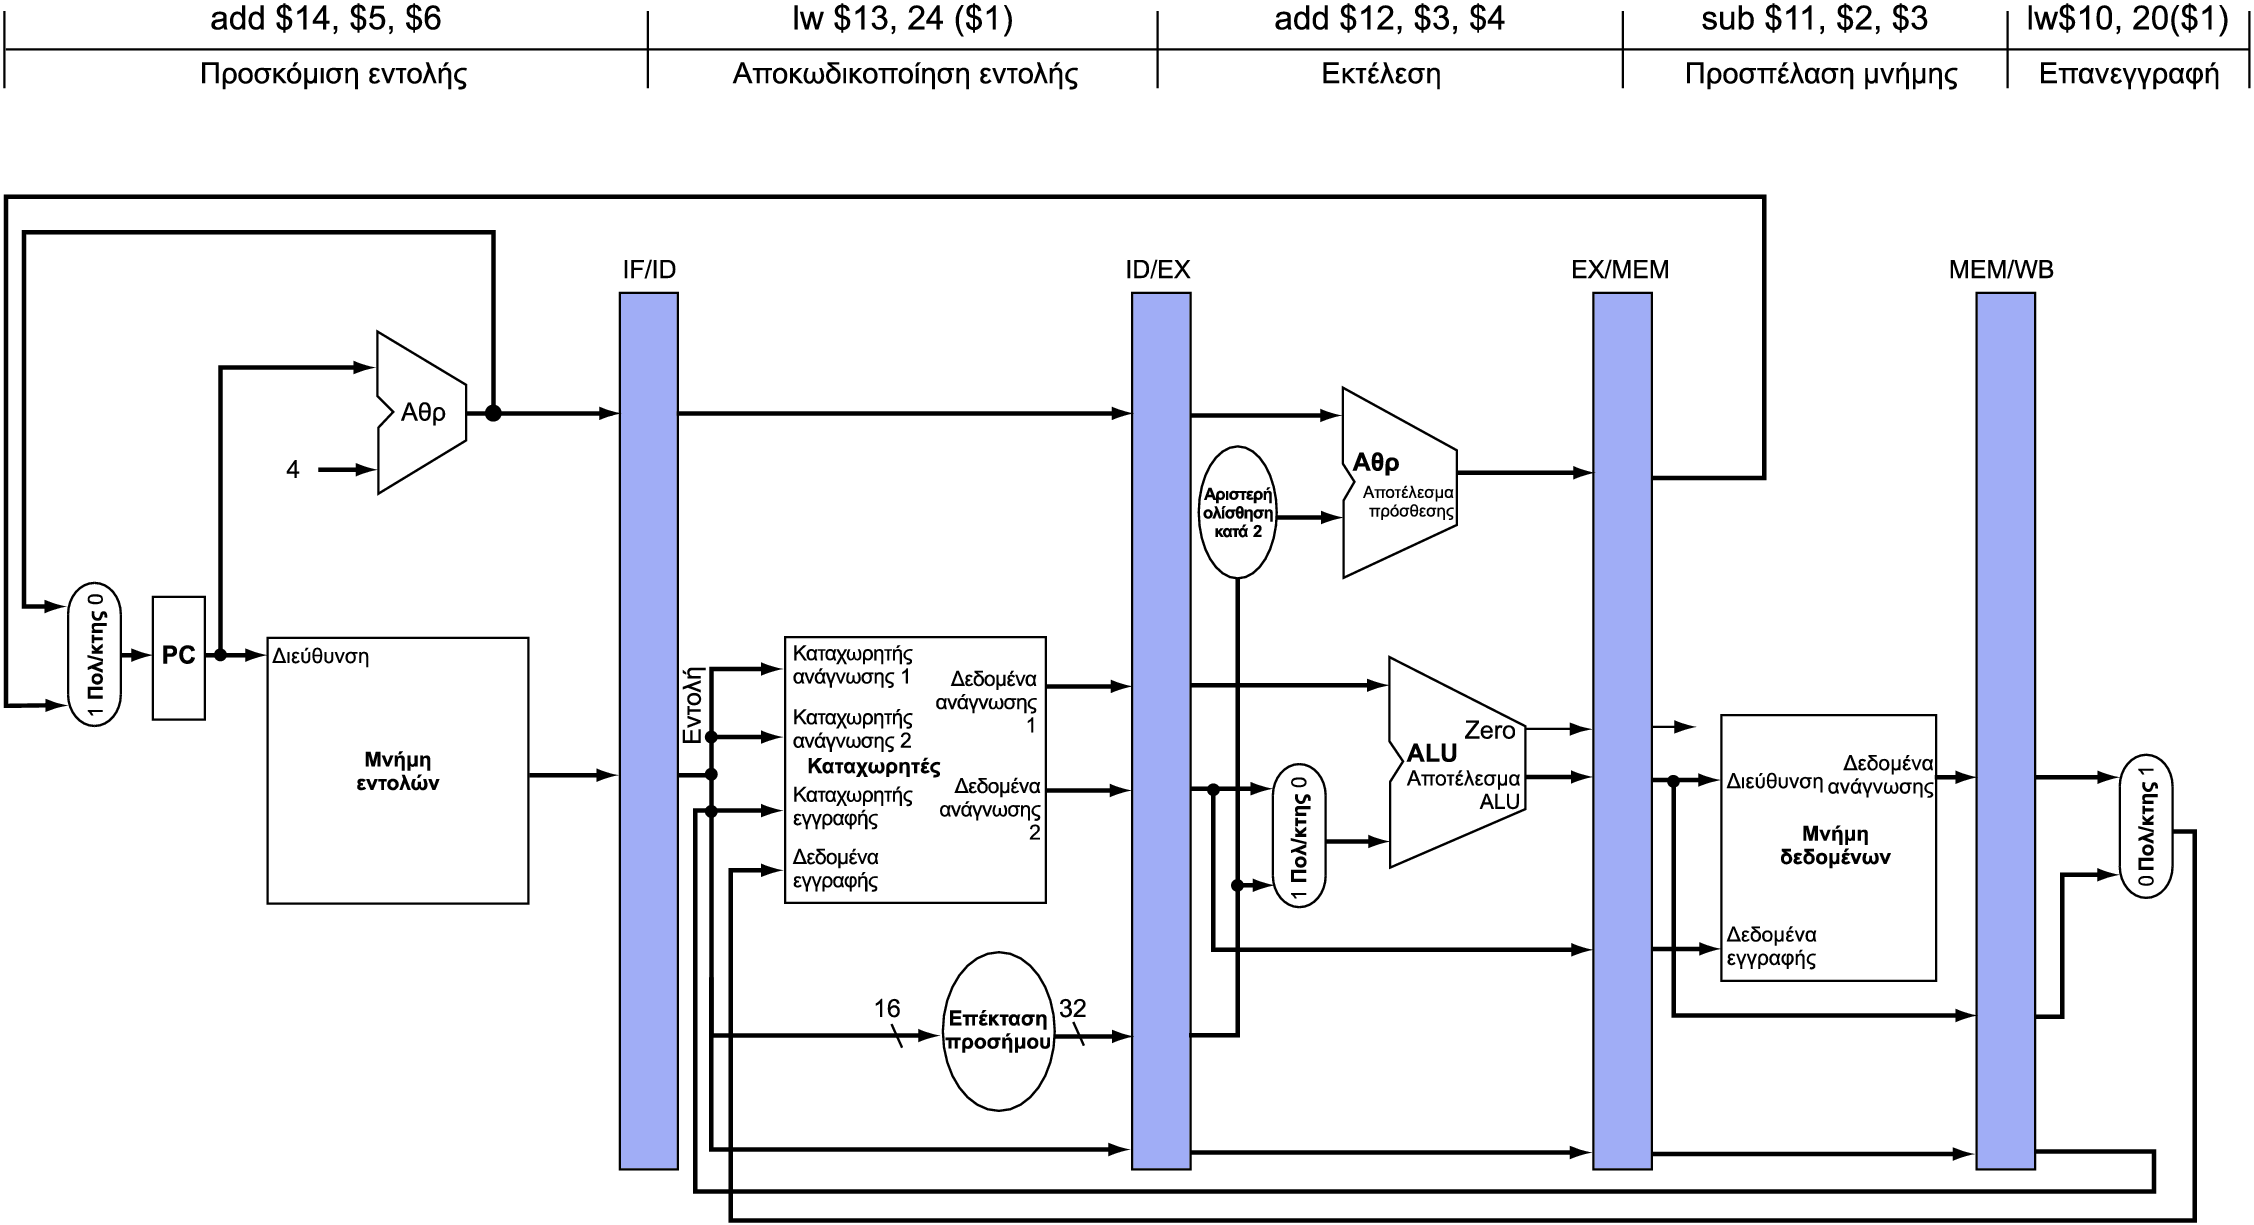 add $14, $5, $6
lw $13, 24 ($1)
add $12, $3, $4
sub $11, $2, $3
lw$10, 20($1)
Προσκόμιση εντολής
Αποκωδικοποίηση εντολής
Εκτέλεση
Προσπέλαση μνήμης
Επανεγγραφή
IF/ID
ID/EX
EX/MEM
MEM/WB
Αθρ
4
1 Πολ/κτης 0
PC
Διεύθυνση
Μνήμη
εντολών
Εντολή
Καταχωρητής
ανάγνωσης 1
Καταχωρητής
ανάγνωσης 2
Καταχωρητές
Καταχωρητής
εγγραφής
Δεδομένα
εγγραφής
Δεδομένα
ανάγνωσης
1
Δεδομένα
ανάγνωσης
2
16
Επέκταση
προσήμου
32
Αριστερή
ολίσθηση
κατά 2
Αθρ
Αποτέλεσμα
πρόσθεσης
1 Πολ/κτης 0
Zero
ALU
Αποτέλεσμα
ALU
Διεύθυνση
Δεδομένα
ανάγνωσης
Μνήμη
δεδομένων
Δεδομένα
εγγραφής
0 Πολ/κτης 1